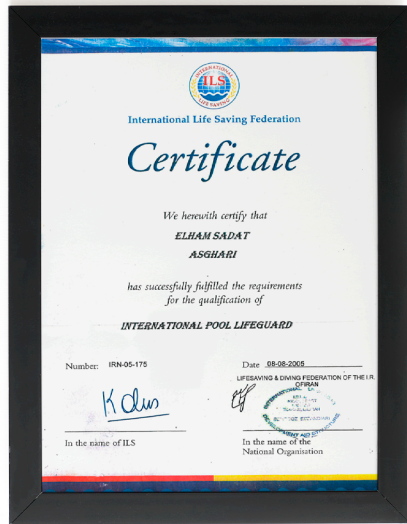 INTERNATIONAL
ILS
LIFE SAVING
International Life Saving Federation
Certificate
We herewith certify that
ELHAM SADAT
ASGHARI
has successfully fulfilled the requirements
for the qualification of
INTERNATIONAL POOL LIFEGUARD
Number: IRN-05-175
Date 08-08-2005
LIFESAVING & DIVING FEDERATION OF THE I.R.
OFIRAN
In the name of ILS
In the name of the
National Organisation